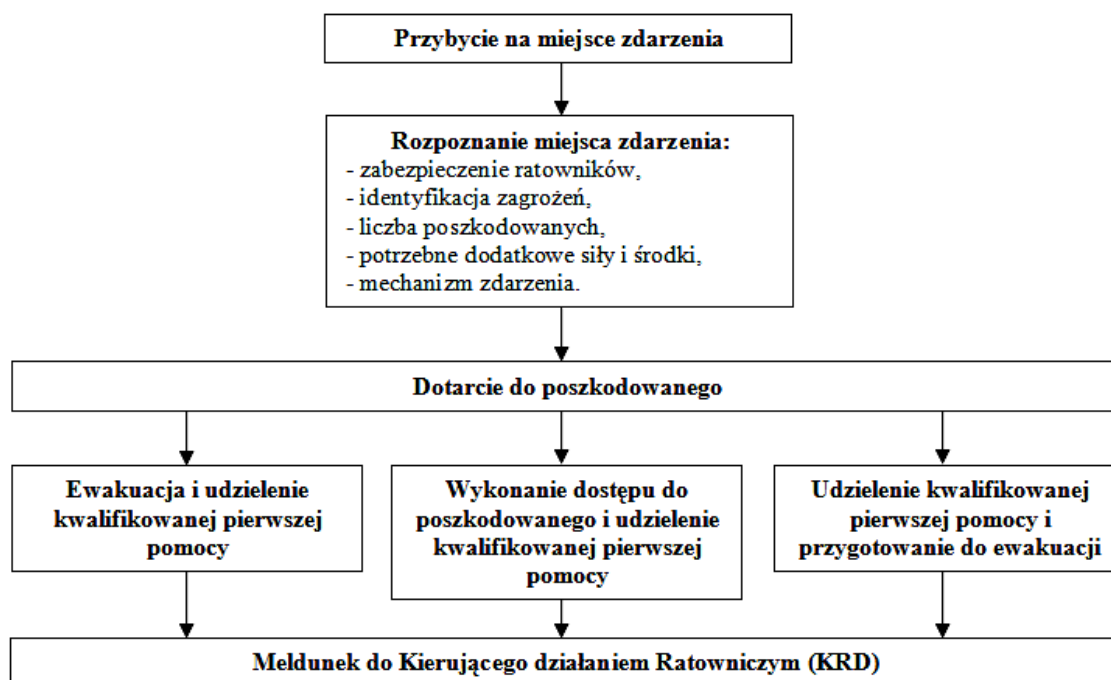 Przybycie na miejsce zdarzenia
Rozpoznanie miejsca zdarzenia:
- zabezpieczenie ratowników,
- identyfikacja zagrożeń,
- liczba poszkodowanych,
- potrzebne dodatkowe siły i środki,
- mechanizm zdarzenia.
Dotarcie do poszkodowanego
Ewakuacja i udzielenie
kwalifikowanej pierwszej
pomocy
Wykonanie dostępu do
poszkodowanego i udzielenie
kwalifikowanej pierwszej
pomocy
Udzielenie kwalifikowanej
pierwszej pomocy i
przygotowanie do ewakuacji
Meldunek do Kierującego działaniem Ratowniczym (KRD)